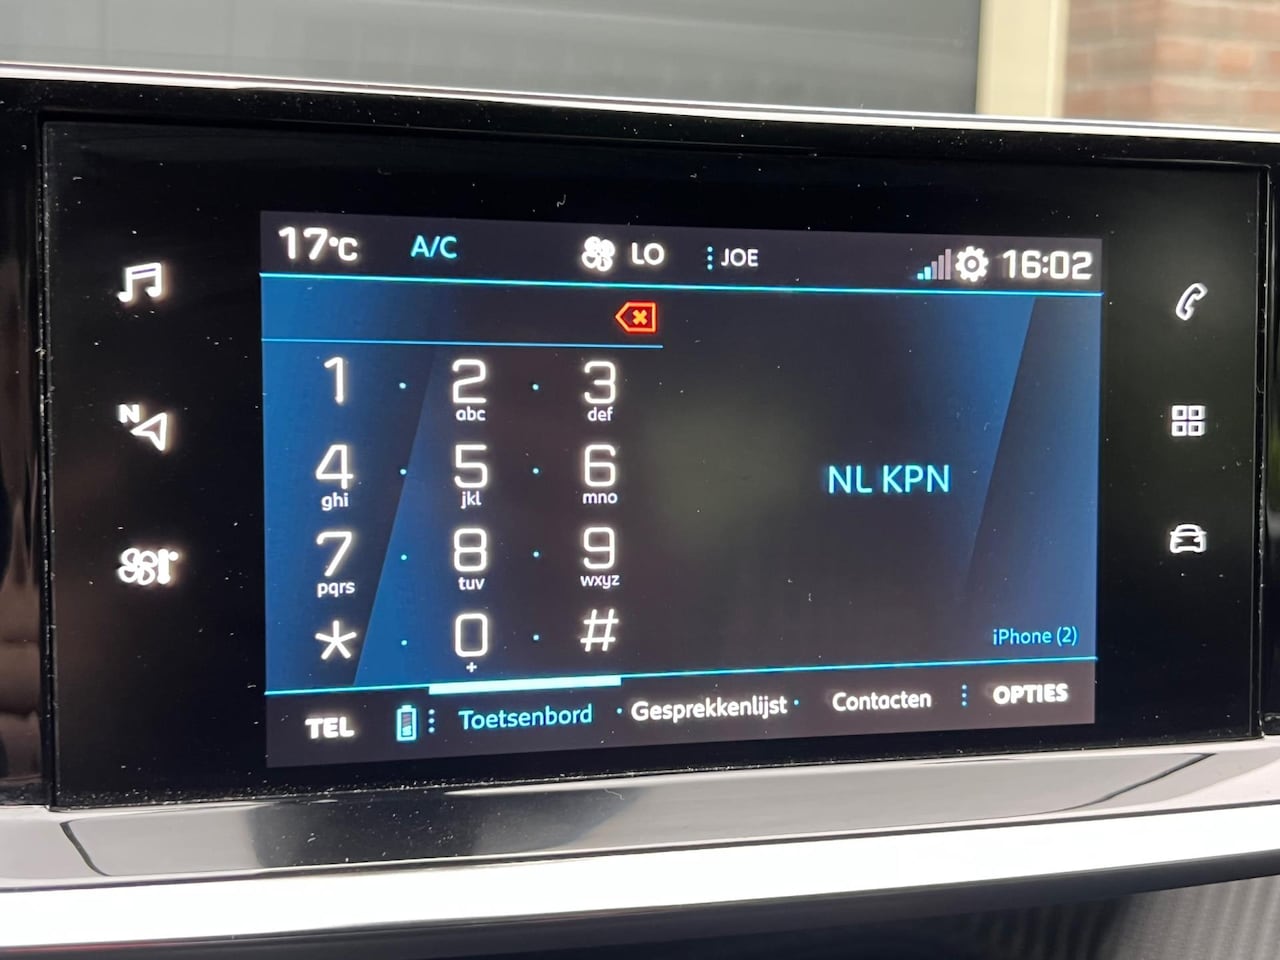 17°C A/C LO JOE 16:02
N
1 2 3
abc def
4 5 6
ghi jkl mno
NL KPN
7 8 9
pqrs tuv wxyz
* 0 #
+
iPhone (2)
TEL Toetsenbord Gesprekkenlijst Contacten OPTIES